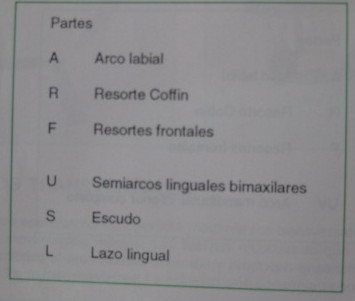 Partes
A Arco labial
R Resorte Coffin
F Resortes frontales
U Semiarcos linguales bimaxilares
S Escudo
L Lazo lingual